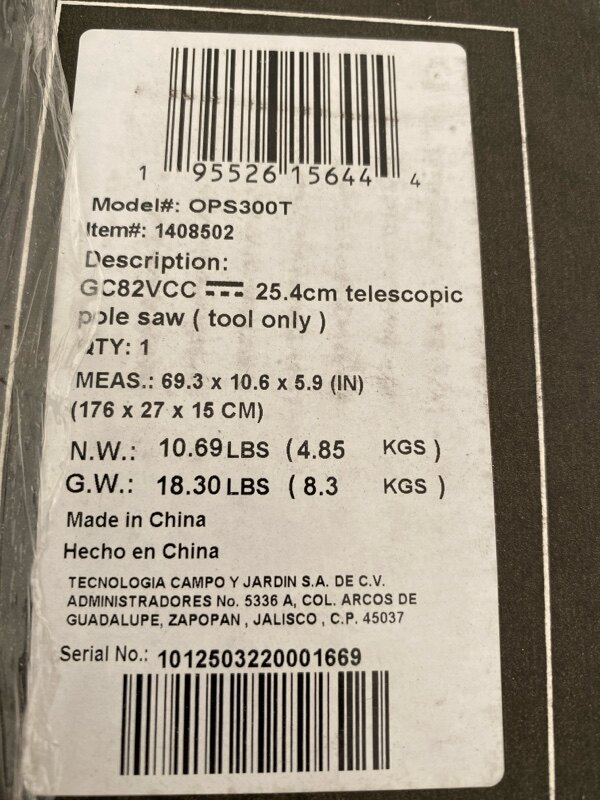 1 95526 15644 4
Model#: OPS300T
Item#: 1408502
Description:
GC82VCC 25.4cm telescopic
pole saw ( tool only )
QTY: 1
MEAS.: 69.3 x 10.6 x 5.9 (IN)
(176 x 27 x 15 CM)
N.W.: 10.69 LBS ( 4.85 KGS )
G.W.: 18.30 LBS ( 8.3 KGS )
Made in China
Hecho en China
TECNOLOGIA CAMPO Y JARDIN S.A. DE C.V.
ADMINISTRADORES No. 5336 A, COL. ARCOS DE
GUADALUPE, ZAPOPAN , JALISCO , C.P. 45037
Serial No.: 1012503220001669